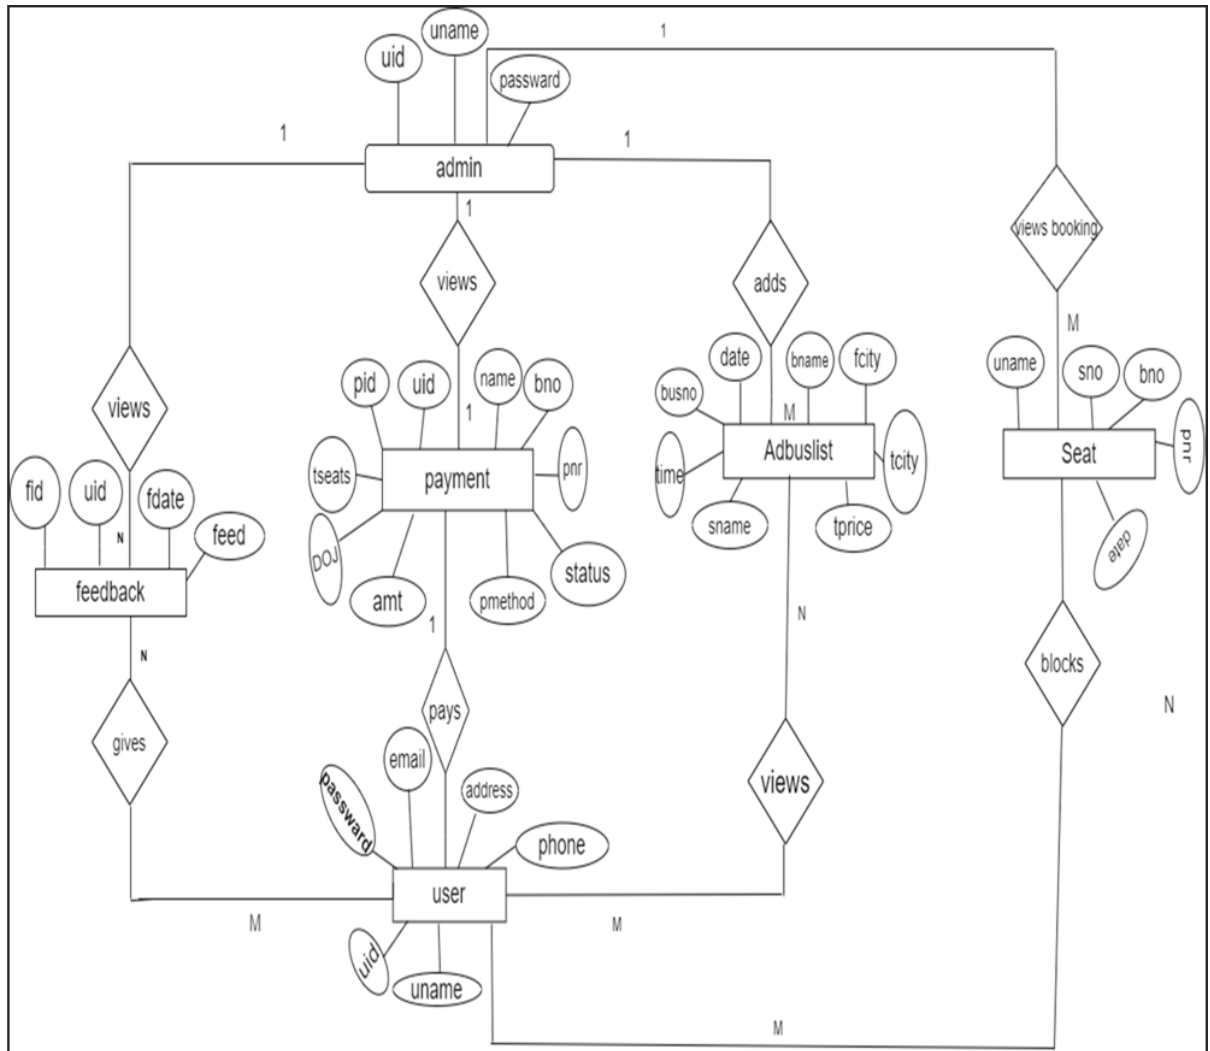 uname
1
uid
passward
1
1
admin
1
views booking
views
adds
M
date
bname
fcity
uname
sno
bno
pid
uid
name
bno
busno
1
M
views
pnr
Adbuslist
tcity
Seat
pnr
tseats
payment
time
fid
uid
fdate
sname
tprice
feed
N
date
DOJ
status
feedback
amt
pmethod
N
1
N
blocks
N
gives
pays
email
address
views
passward
phone
user
M
M
uid
uname
M